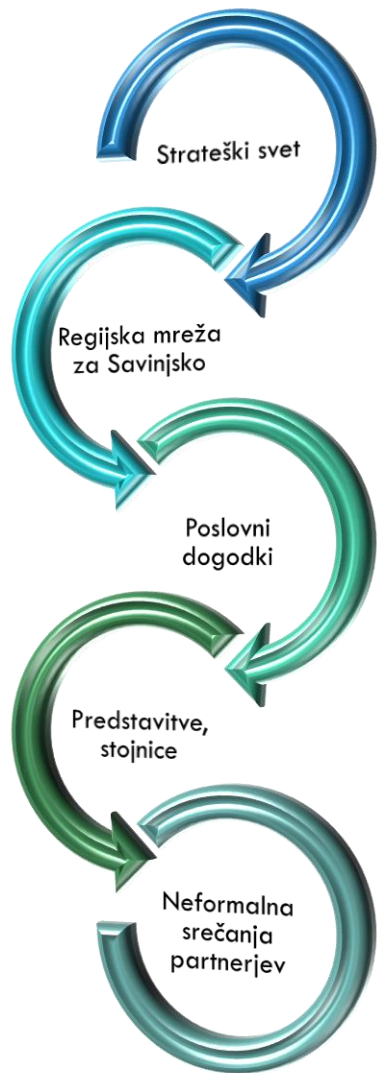 Strateški svet
Regijska mreža
za Savinjsko
Poslovni
dogodki
Predstavitve,
stojnice
Neformalna
srečanja
partnerjev